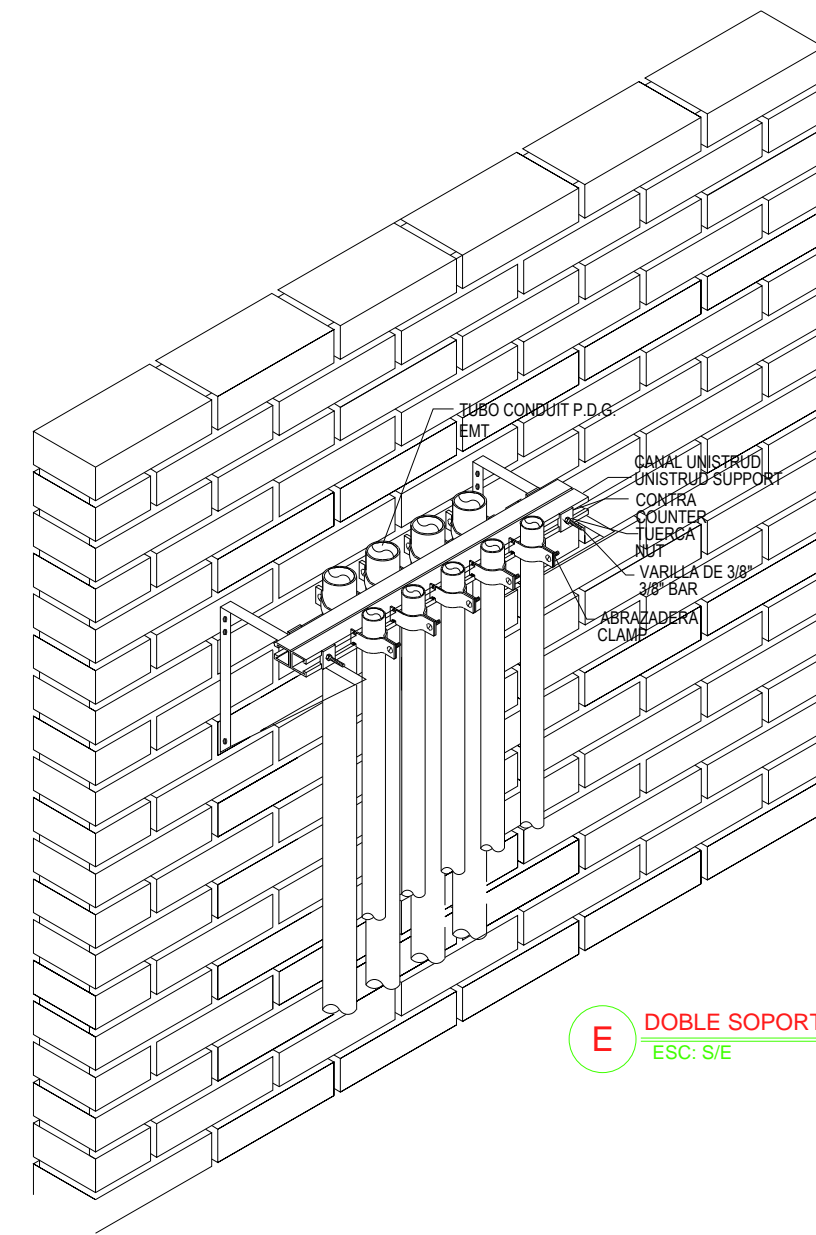 TUBO CONDUIT P.D.G.
EMT
CANAL UNISTRUD
UNISTRUD SUPPORT
CONTRA
COUNTER
TUERCA
NUT
VARILLA DE 3/8"
3/8" BAR
ABRAZADERA
CLAMP
E
DOBLE SOPORT
ESC: S/E